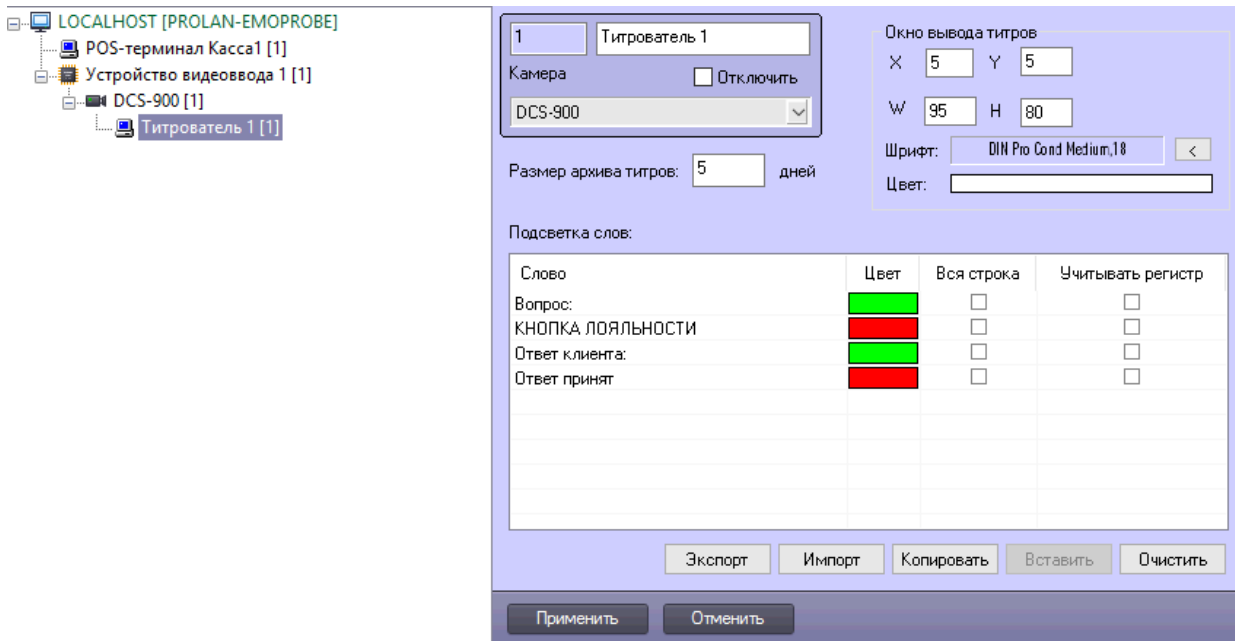 LOCALHOST [PROLAN-EMOPROBE]
POS-терминал Касса1 [1]
Устройство видеоввода 1 [1]
DCS-900 [1]
Титрователь 1 [1]
1 Титрователь 1
Камера Отключить
DCS-900
Размер архива титров: 5 дней
Окно вывода титров
X 5 Y 5
W 95 H 80
Шрифт: DIN Pro Cond Medium,18 <
Цвет:
Подсветка слов:
Слово Цвет Вся строка Учитывать регистр
Вопрос:
КНОПКА ЛОЯЛЬНОСТИ
Ответ клиента:
Ответ принят
Экспорт Импорт Копировать Вставить Очистить
Применить Отменить